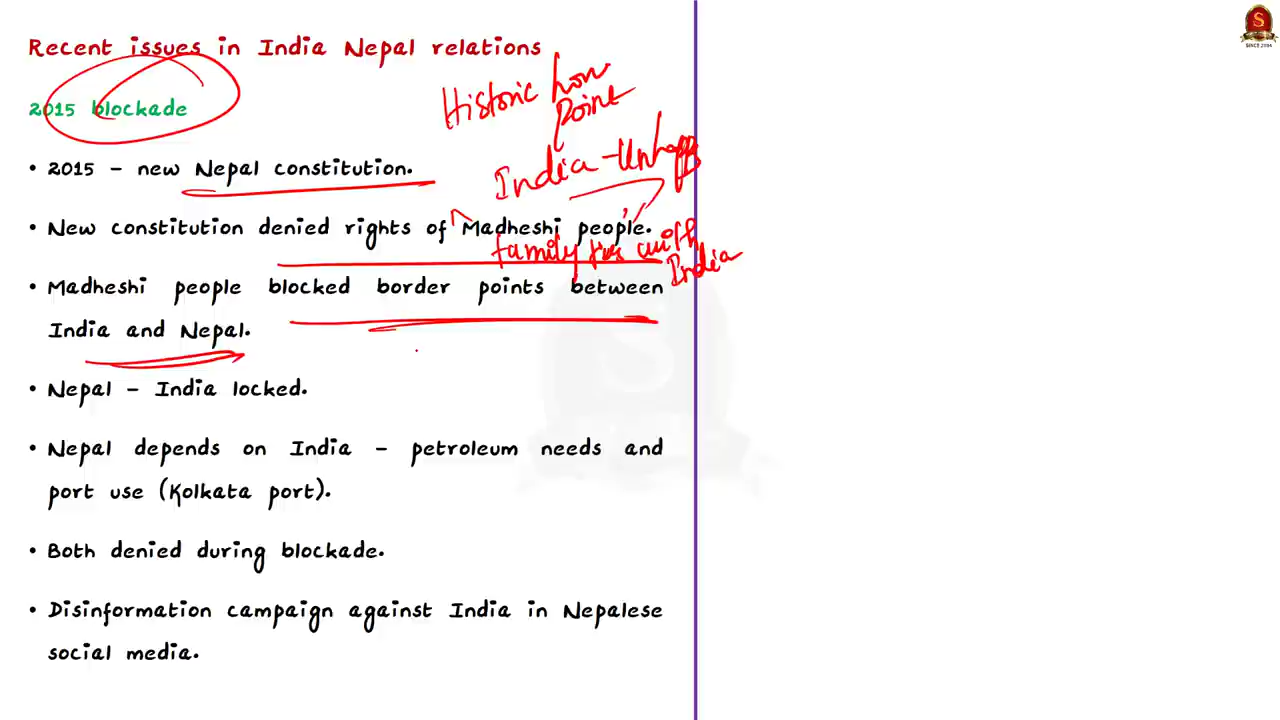 Recent issues in India Nepal relations
Historic low
Point
2015 blockade
India - Unhappy
• 2015 - new Nepal constitution.
• New constitution denied rights of Madheshi people.
family ties with
India
• Madheshi people blocked border points between
India and Nepal.
• Nepal - India locked.
• Nepal depends on India - petroleum needs and
port use (Kolkata port).
• Both denied during blockade.
• Disinformation campaign against India in Nepalese
social media.
S
SINCE 2004